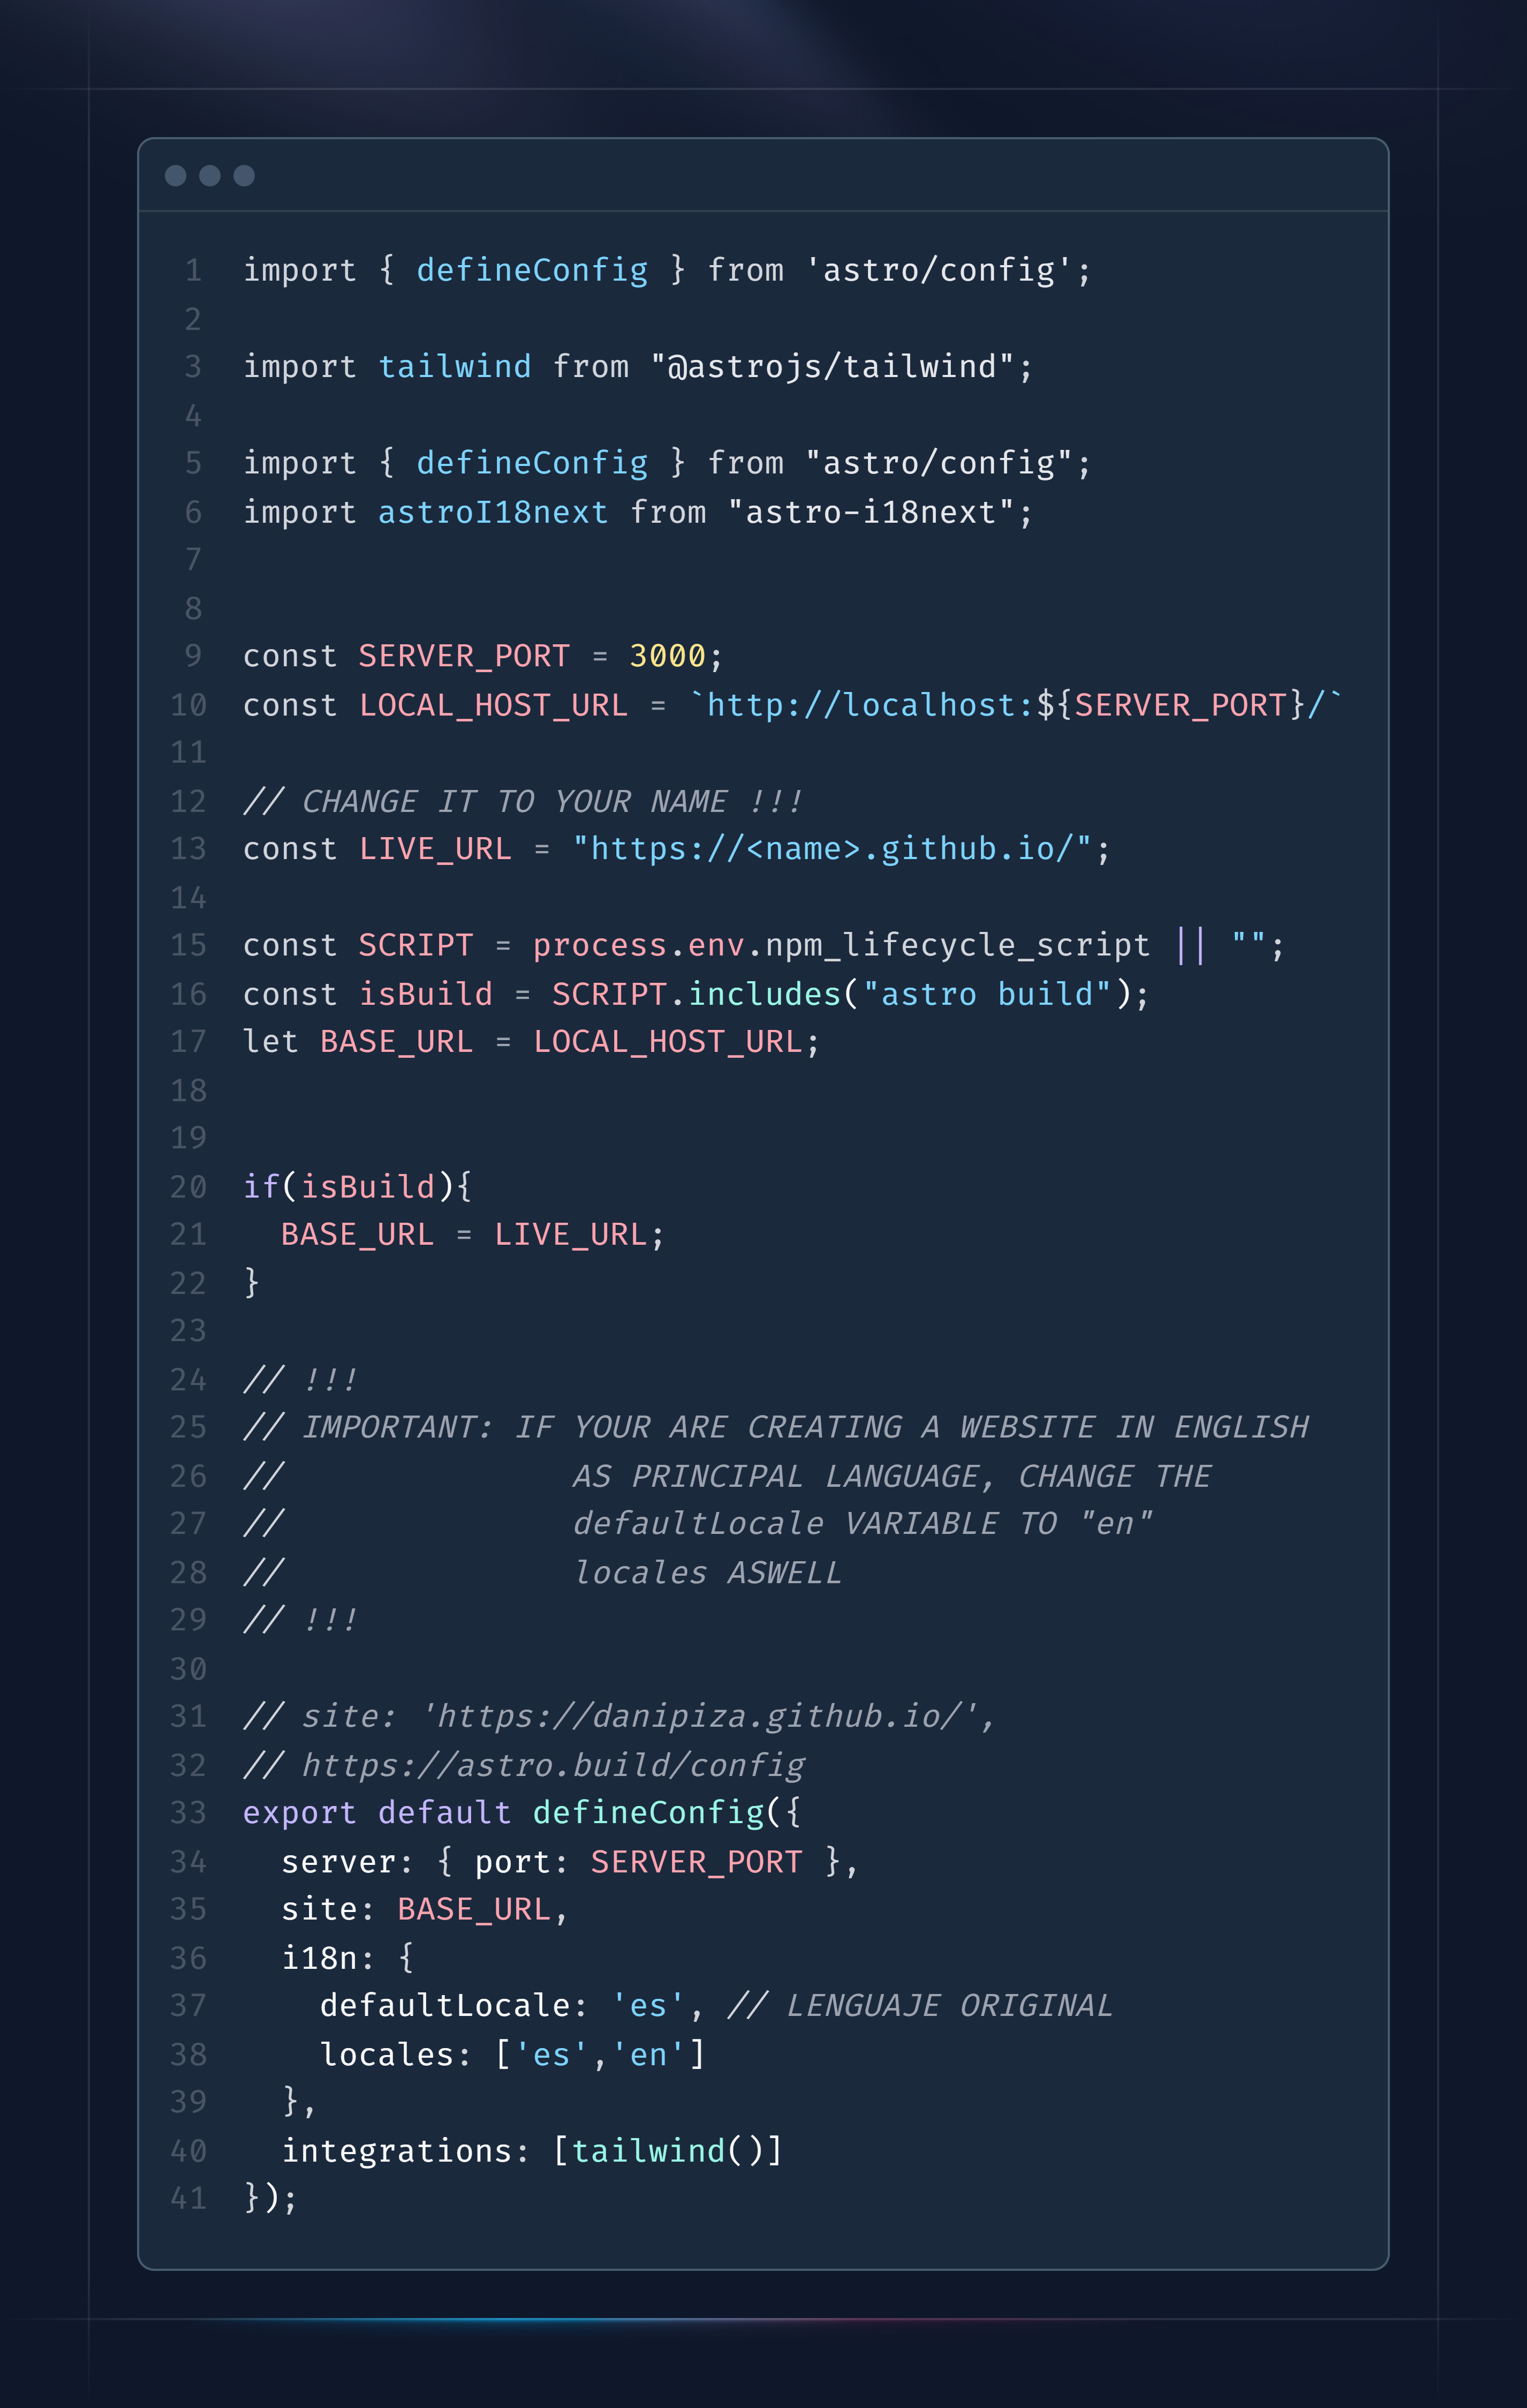 1 import { defineConfig } from 'astro/config';
2
3 import tailwind from "@astrojs/tailwind";
4
5 import { defineConfig } from "astro/config";
6 import astroI18next from "astro-i18next";
7
8
9 const SERVER_PORT = 3000;
10 const LOCAL_HOST_URL = `http://localhost:${SERVER_PORT}/`
11
12 // CHANGE IT TO YOUR NAME !!!
13 const LIVE_URL = "https://<name>.github.io/";
14
15 const SCRIPT = process.env.npm_lifecycle_script || "";
16 const isBuild = SCRIPT.includes("astro build");
17 let BASE_URL = LOCAL_HOST_URL;
18
19
20 if(isBuild){
21   BASE_URL = LIVE_URL;
22 }
23
24 // !!!
25 // IMPORTANT: IF YOUR ARE CREATING A WEBSITE IN ENGLISH
26 //               AS PRINCIPAL LANGUAGE, CHANGE THE
27 //               defaultLocale VARIABLE TO "en"
28 //               locales ASWELL
29 // !!!
30
31 // site: 'https://danipiza.github.io/',
32 // https://astro.build/config
33 export default defineConfig({
34   server: { port: SERVER_PORT },
35   site: BASE_URL,
36   i18n: {
37     defaultLocale: 'es', // LENGUAJE ORIGINAL
38     locales: ['es','en']
39   },
40   integrations: [tailwind()]
41 });